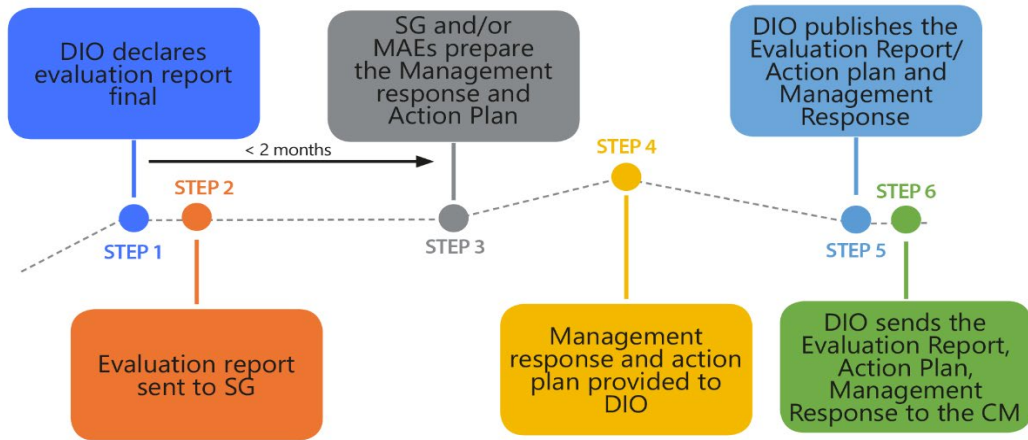 DIO declares
evaluation report
final
SG and/or
MAEs prepare
the Management
response and
Action Plan
DIO publishes the
Evaluation Report/
Action plan and
Management
Response
< 2 months
STEP 1
STEP 2
STEP 3
STEP 4
STEP 5
STEP 6
Evaluation report
sent to SG
Management
response and action
plan provided to
DIO
DIO sends the
Evaluation Report,
Action Plan,
Management
Response to the CM